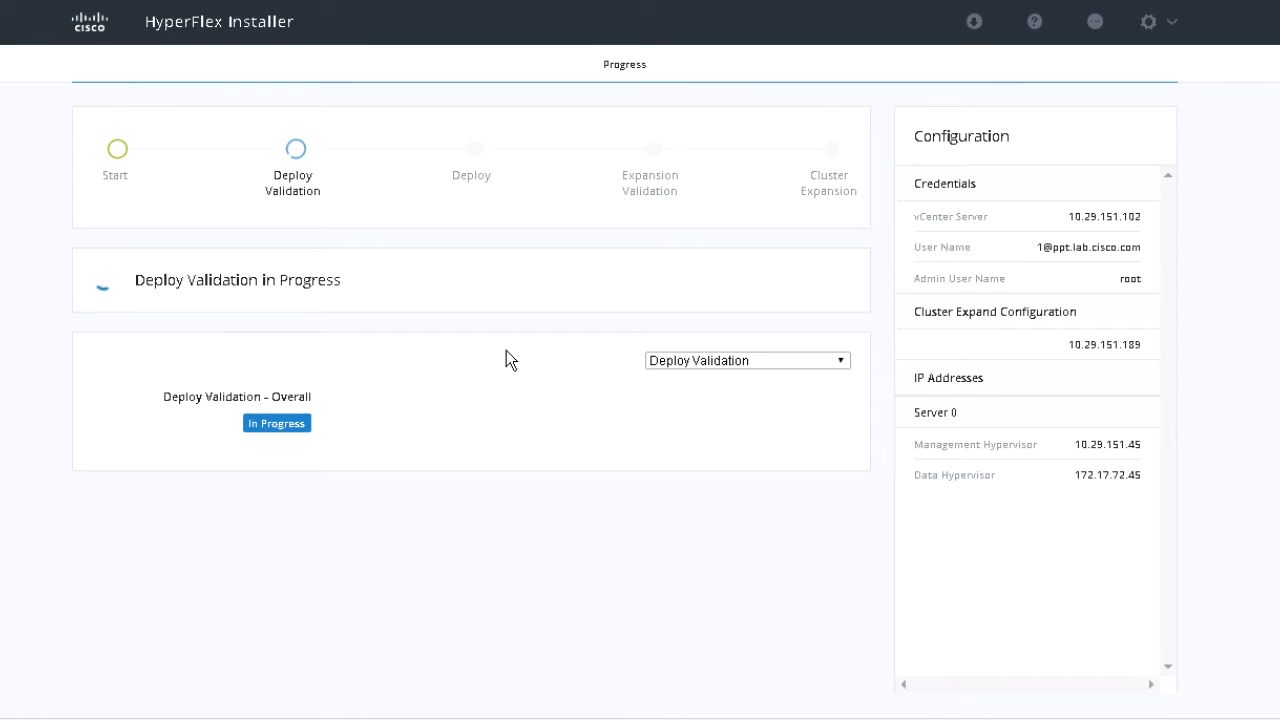 CISCO
HyperFlex Installer
Progress
Start
Deploy
Validation
Deploy
Expansion
Validation
Cluster
Expansion
Deploy Validation in Progress
Deploy Validation
Deploy Validation - Overall
In Progress
Configuration
Credentials
vCenter Server 10.29.151.102
User Name 1@ppt.lab.cisco.com
Admin User Name root
Cluster Expand Configuration
10.29.151.189
IP Addresses
Server 0
Management Hypervisor 10.29.151.45
Data Hypervisor 172.17.72.45